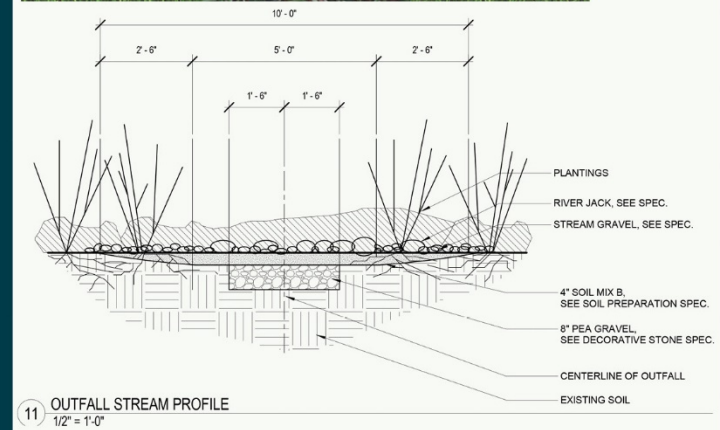 10' - 0"
2' - 6"
5' - 0"
2' - 6"
1' - 6"
1' - 6"
PLANTINGS
RIVER JACK, SEE SPEC.
STREAM GRAVEL, SEE SPEC.
4" SOIL MIX B,
SEE SOIL PREPARATION SPEC.
8" PEA GRAVEL,
SEE DECORATIVE STONE SPEC.
CENTERLINE OF OUTFALL
EXISTING SOIL
11 OUTFALL STREAM PROFILE
1/2" = 1'-0"